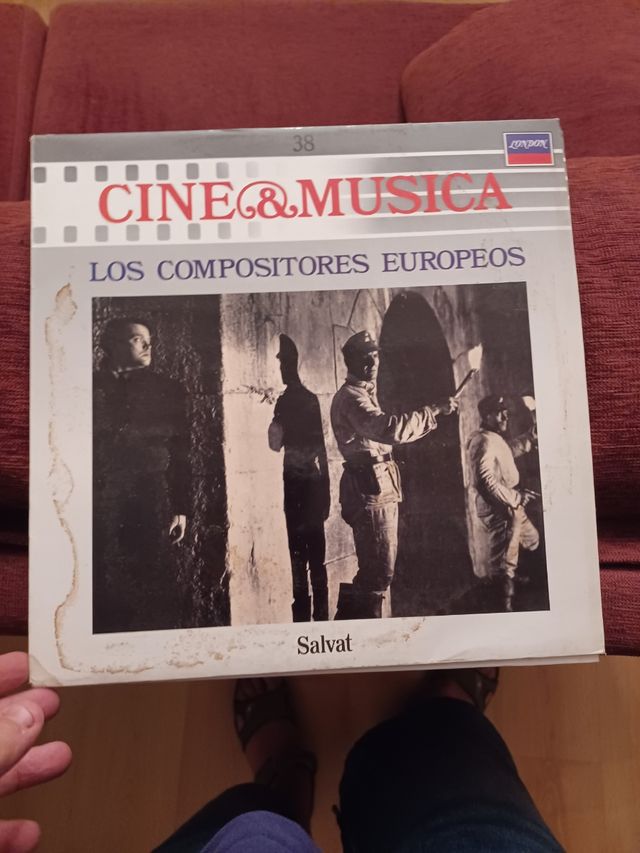 38
LONDON
CINE&MUSICA
LOS COMPOSITORES EUROPEOS
Salvat